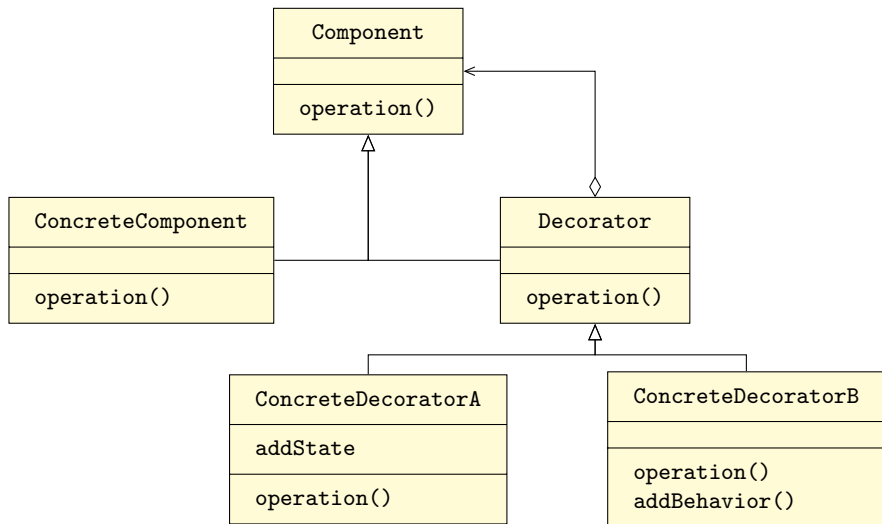 Component
operation()
ConcreteComponent
operation()
Decorator
operation()
ConcreteDecoratorA
addState
operation()
ConcreteDecoratorB
operation()
addBehavior()